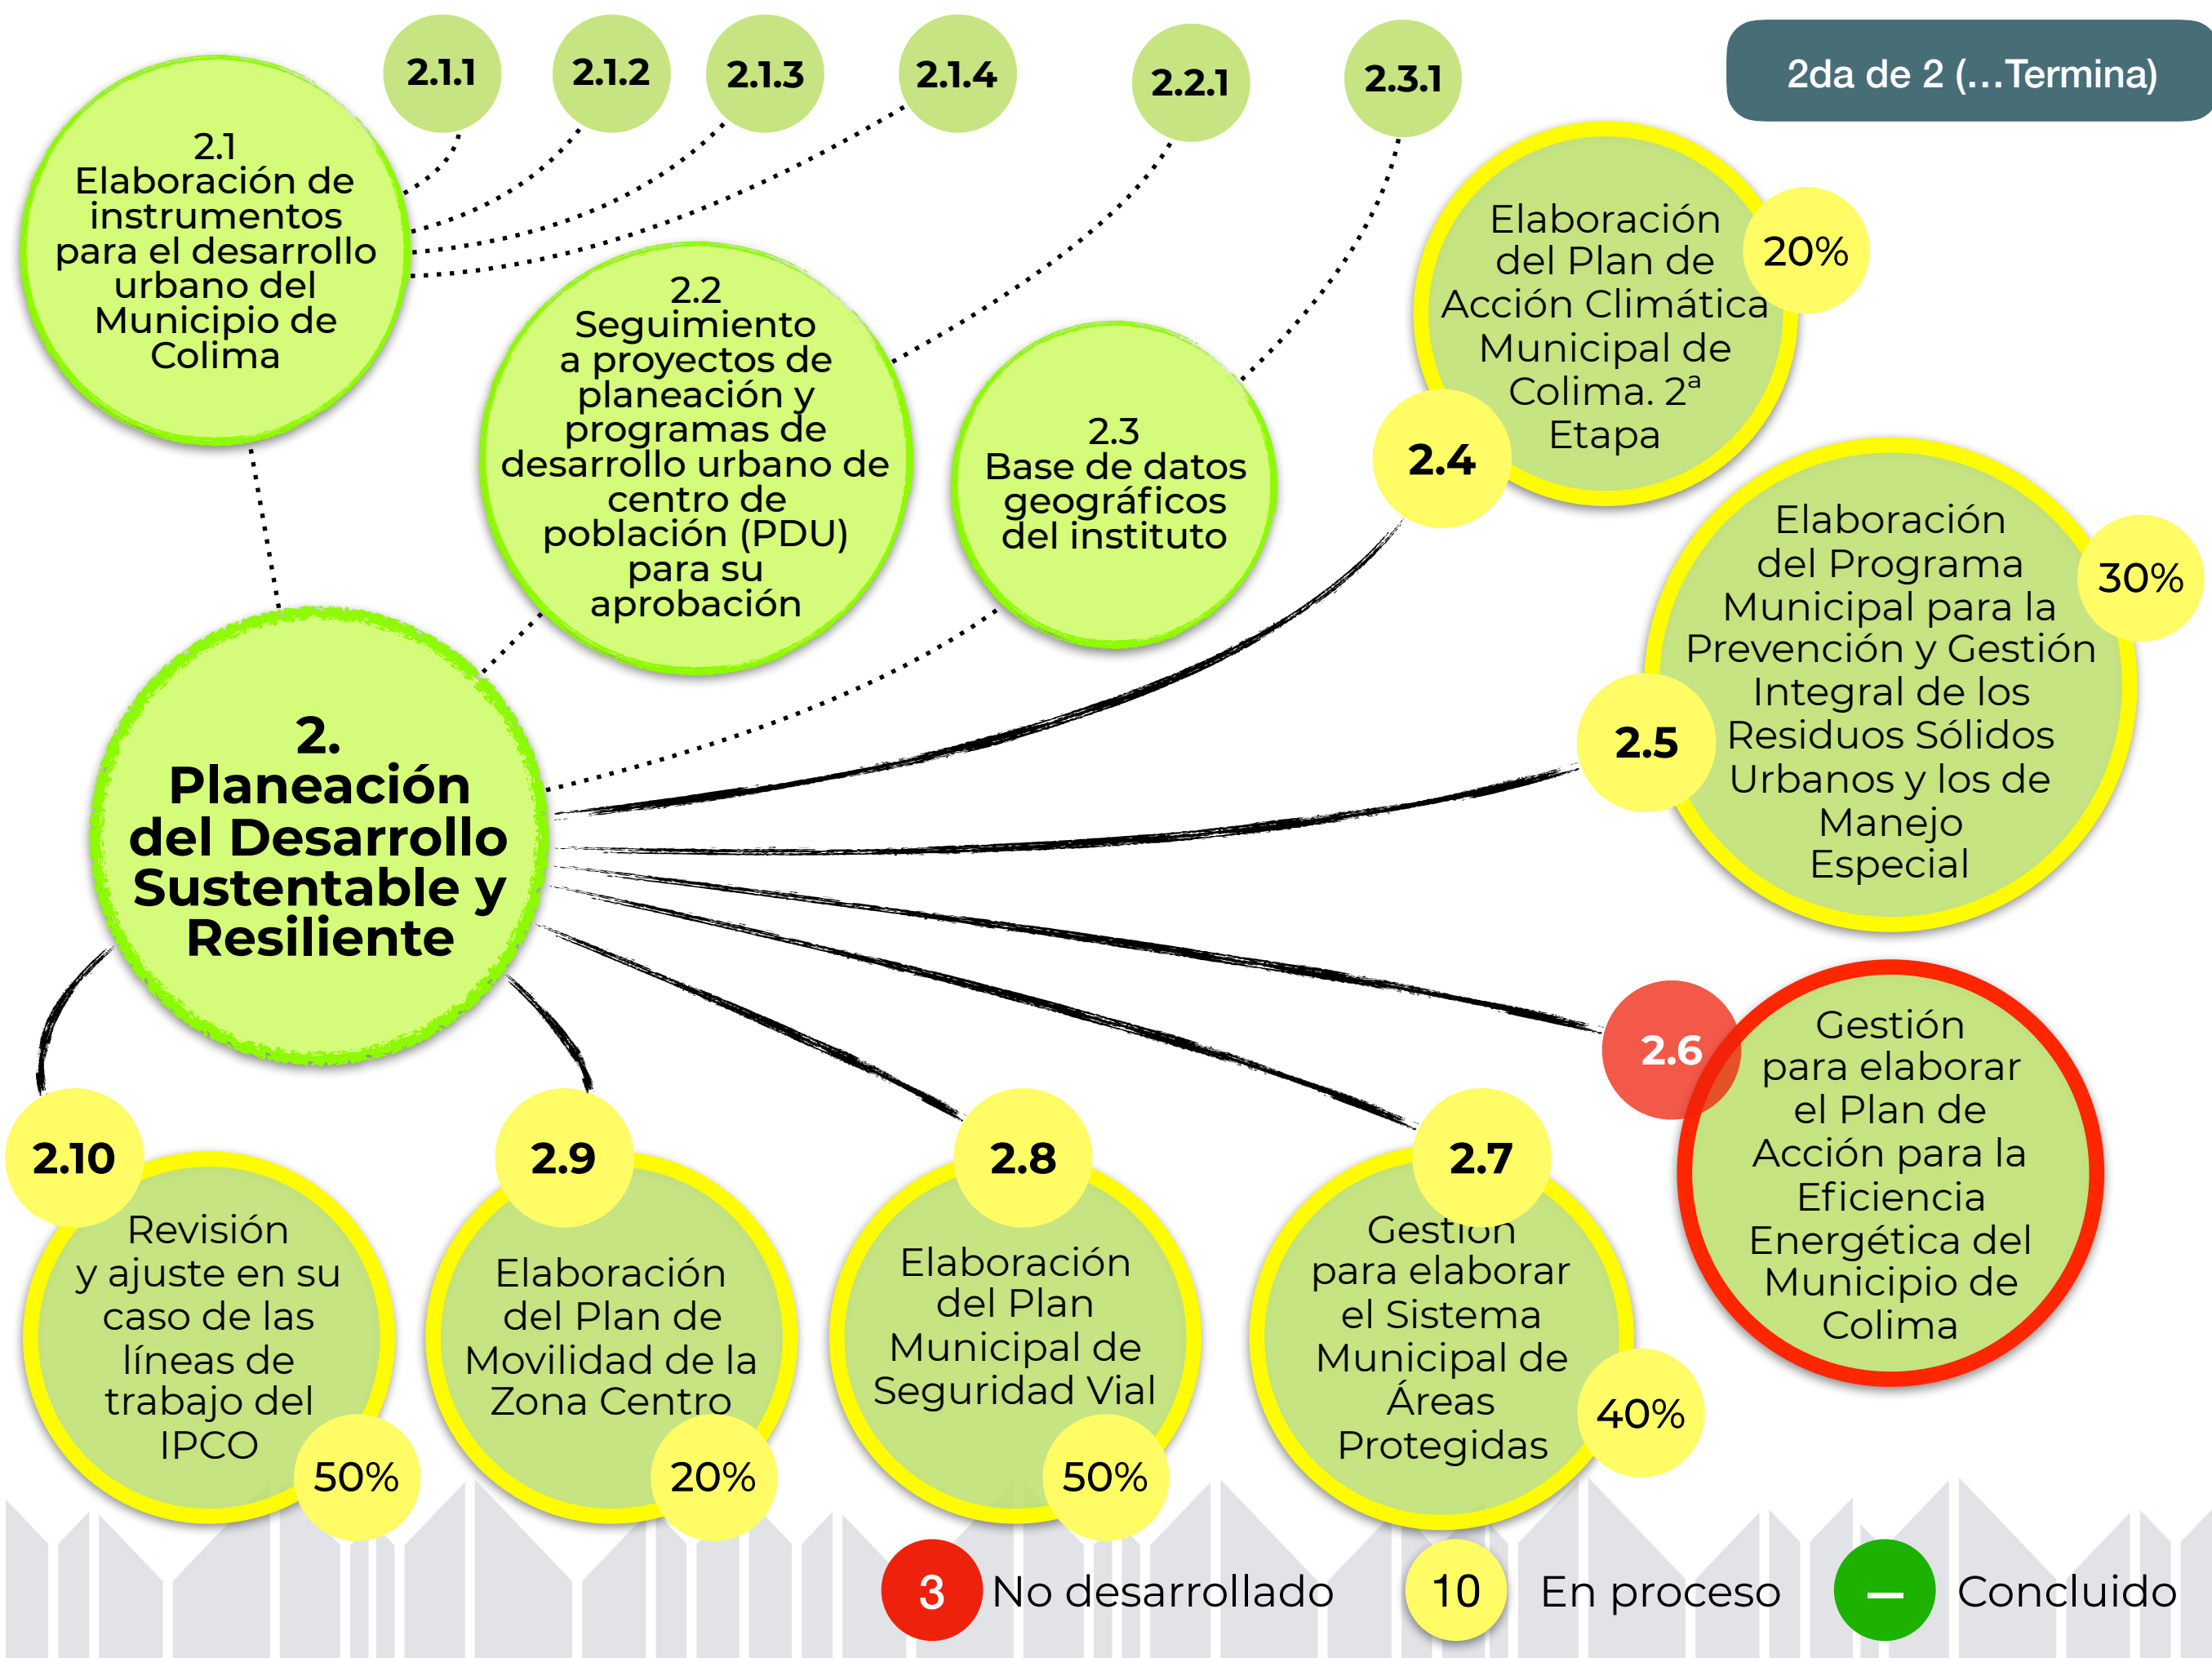 2.1.1
2.1.2
2.1.3
2.1.4
2.2.1
2.3.1
2da de 2 (...Termina)
2.1
Elaboración de
instrumentos
para el desarrollo
urbano del
Municipio de
Colima
2.2
Seguimiento
a proyectos de
planeación y
programas de
desarrollo urbano de
centro de
población (PDU)
para su
aprobación
2.3
Base de datos
geográficos
del instituto
2.4
Elaboración
del Plan de
Acción Climática
Municipal de
Colima. 2ª
Etapa
20%
2.5
Elaboración
del Programa
Municipal para la
Prevención y Gestión
Integral de los
Residuos Sólidos
Urbanos y los de
Manejo
Especial
30%
2.
Planeación
del Desarrollo
Sustentable y
Resiliente
2.6
Gestión
para elaborar
el Plan de
Acción para la
Eficiencia
Energética del
Municipio de
Colima
2.10
Revisión
y ajuste en su
caso de las
líneas de
trabajo del
IPCO
50%
2.9
Elaboración
del Plan de
Movilidad de la
Zona Centro
20%
2.8
Elaboración
del Plan
Municipal de
Seguridad Vial
50%
2.7
Gestión
para elaborar
el Sistema
Municipal de
Áreas
Protegidas
40%
3 No desarrollado
10 En proceso
– Concluido